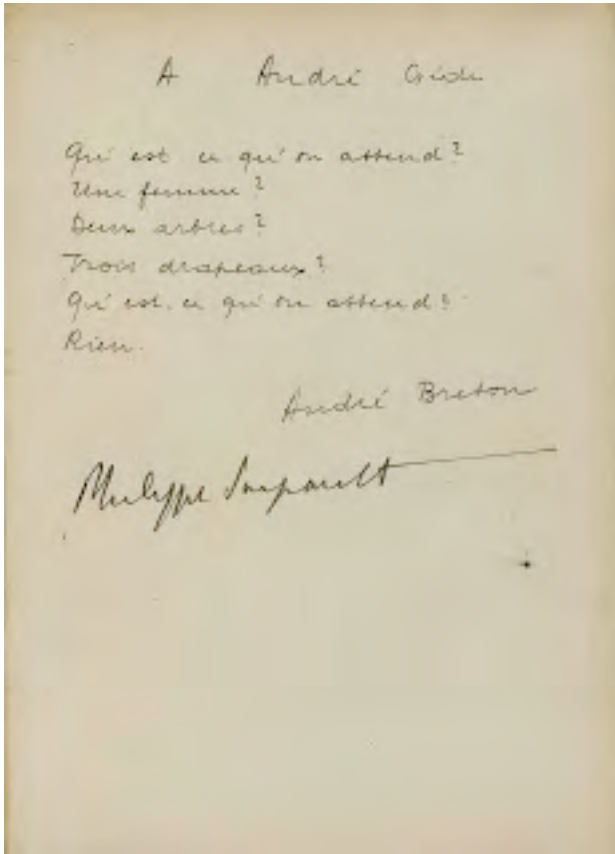 A André Gide
Qu'est ce qu'on attend?
Une femme?
Deux arbres?
Trois drapeaux?
Qu'est-ce qu'on attend?
Rien.
André Breton
Philippe Soupault